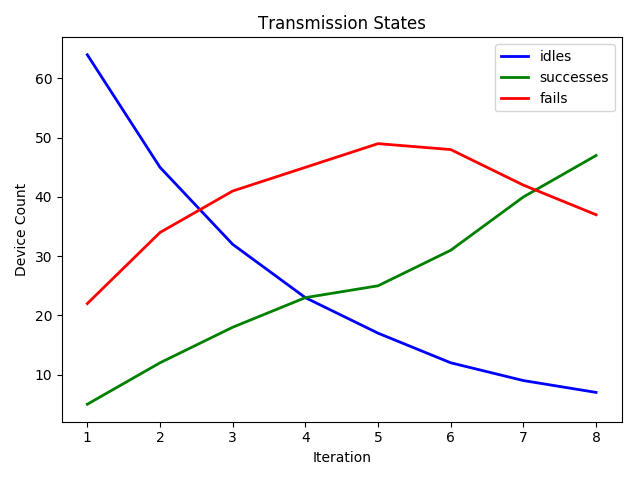 Transmission States
idles
successes
fails
Device Count
60
50
40
30
20
10
1 2 3 4 5 6 7 8
Iteration